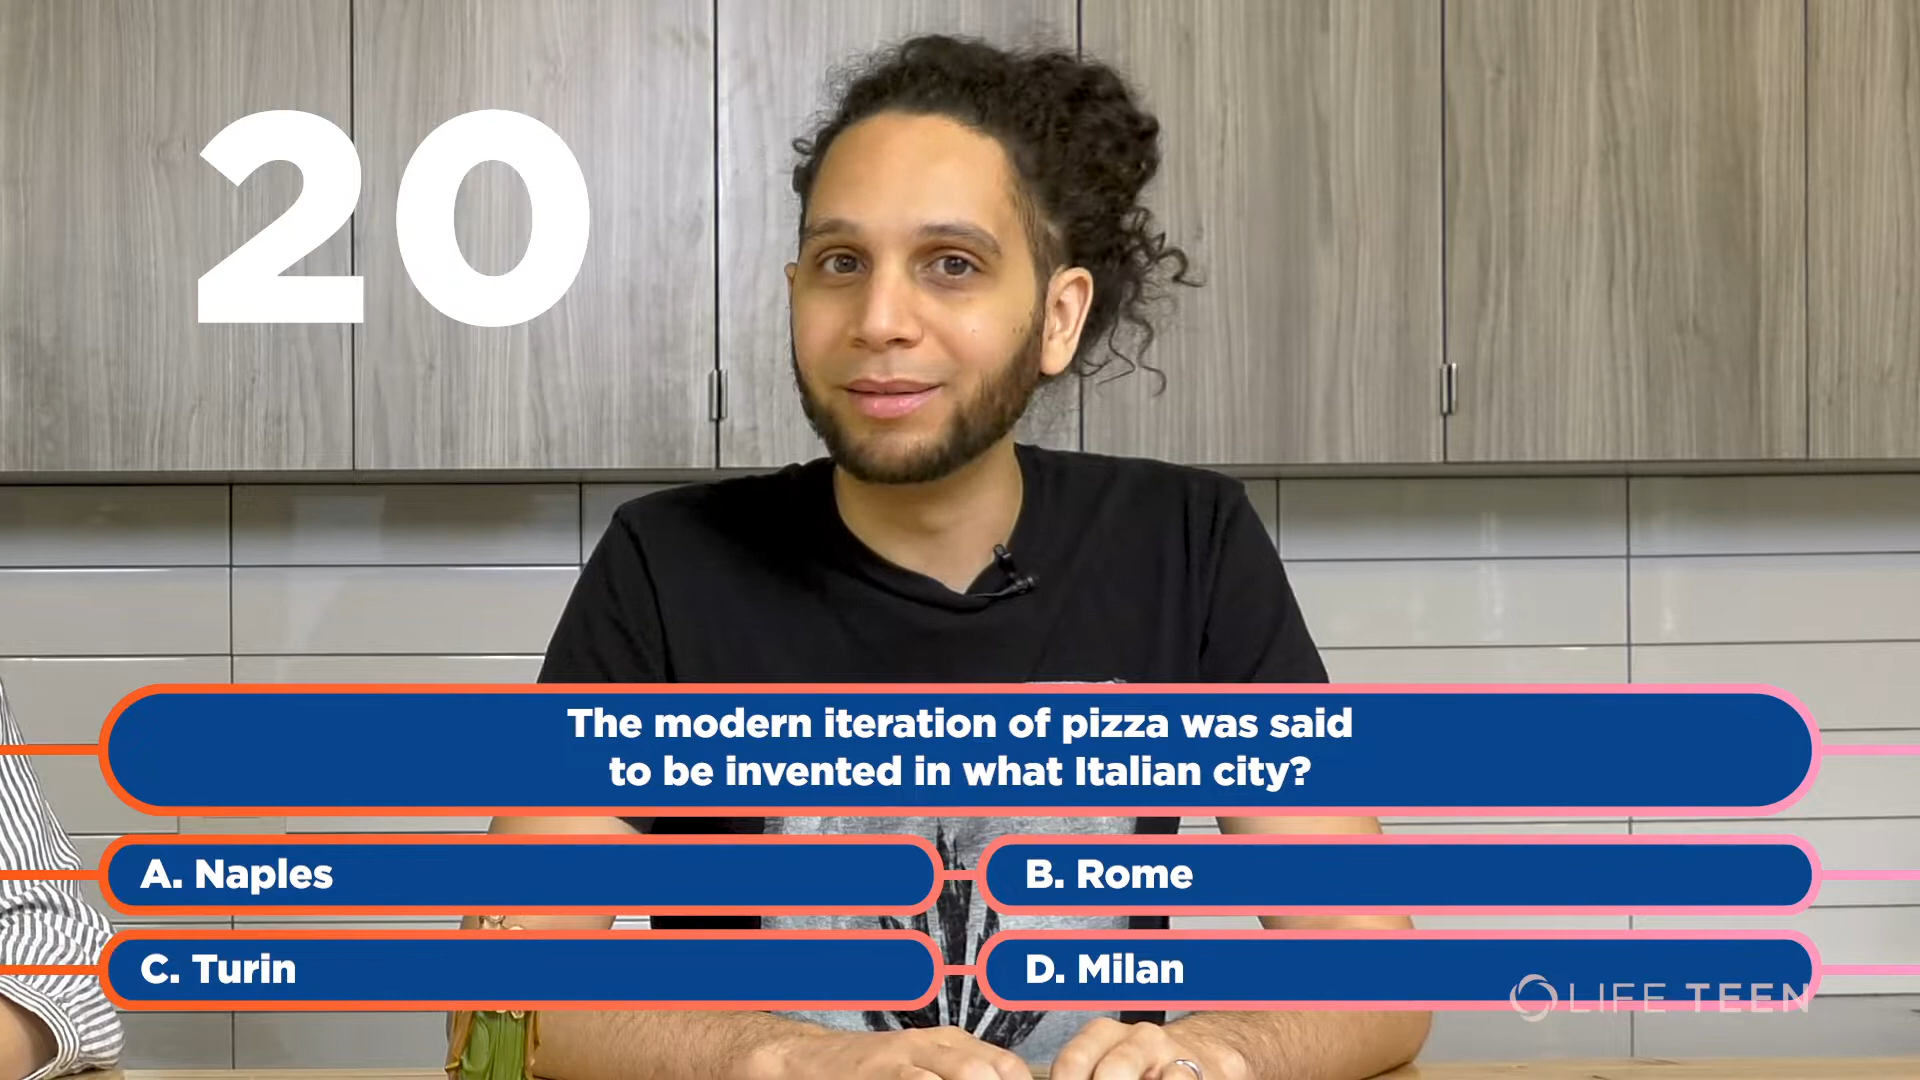 20
The modern iteration of pizza was said
to be invented in what Italian city?
A. Naples
B. Rome
C. Turin
D. Milan
LIFE TEEN